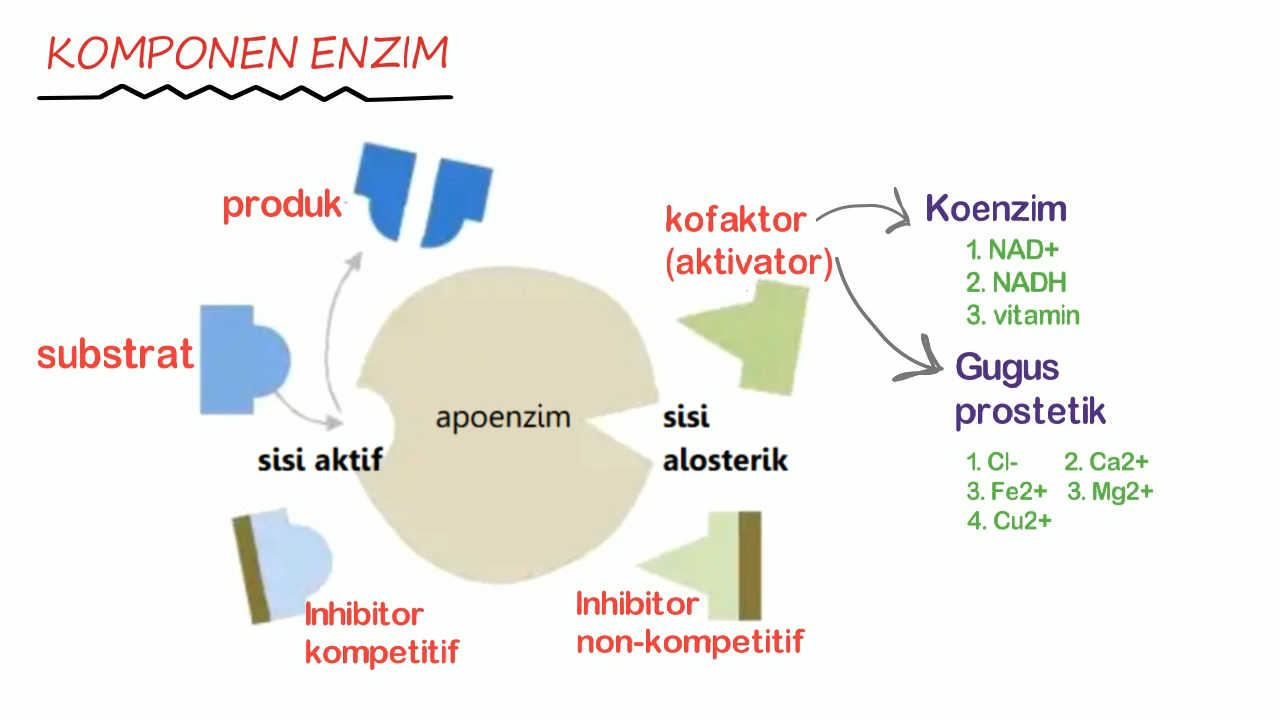 KOMPONEN ENZIM
produk
substrat
sisi aktif
apoenzim
sisi
alosterik
kofaktor
(aktivator)
Koenzim
1. NAD+
2. NADH
3. vitamin
Gugus
prostetik
1. Cl- 2. Ca2+
3. Fe2+ 3. Mg2+
4. Cu2+
Inhibitor
kompetitif
Inhibitor
non-kompetitif